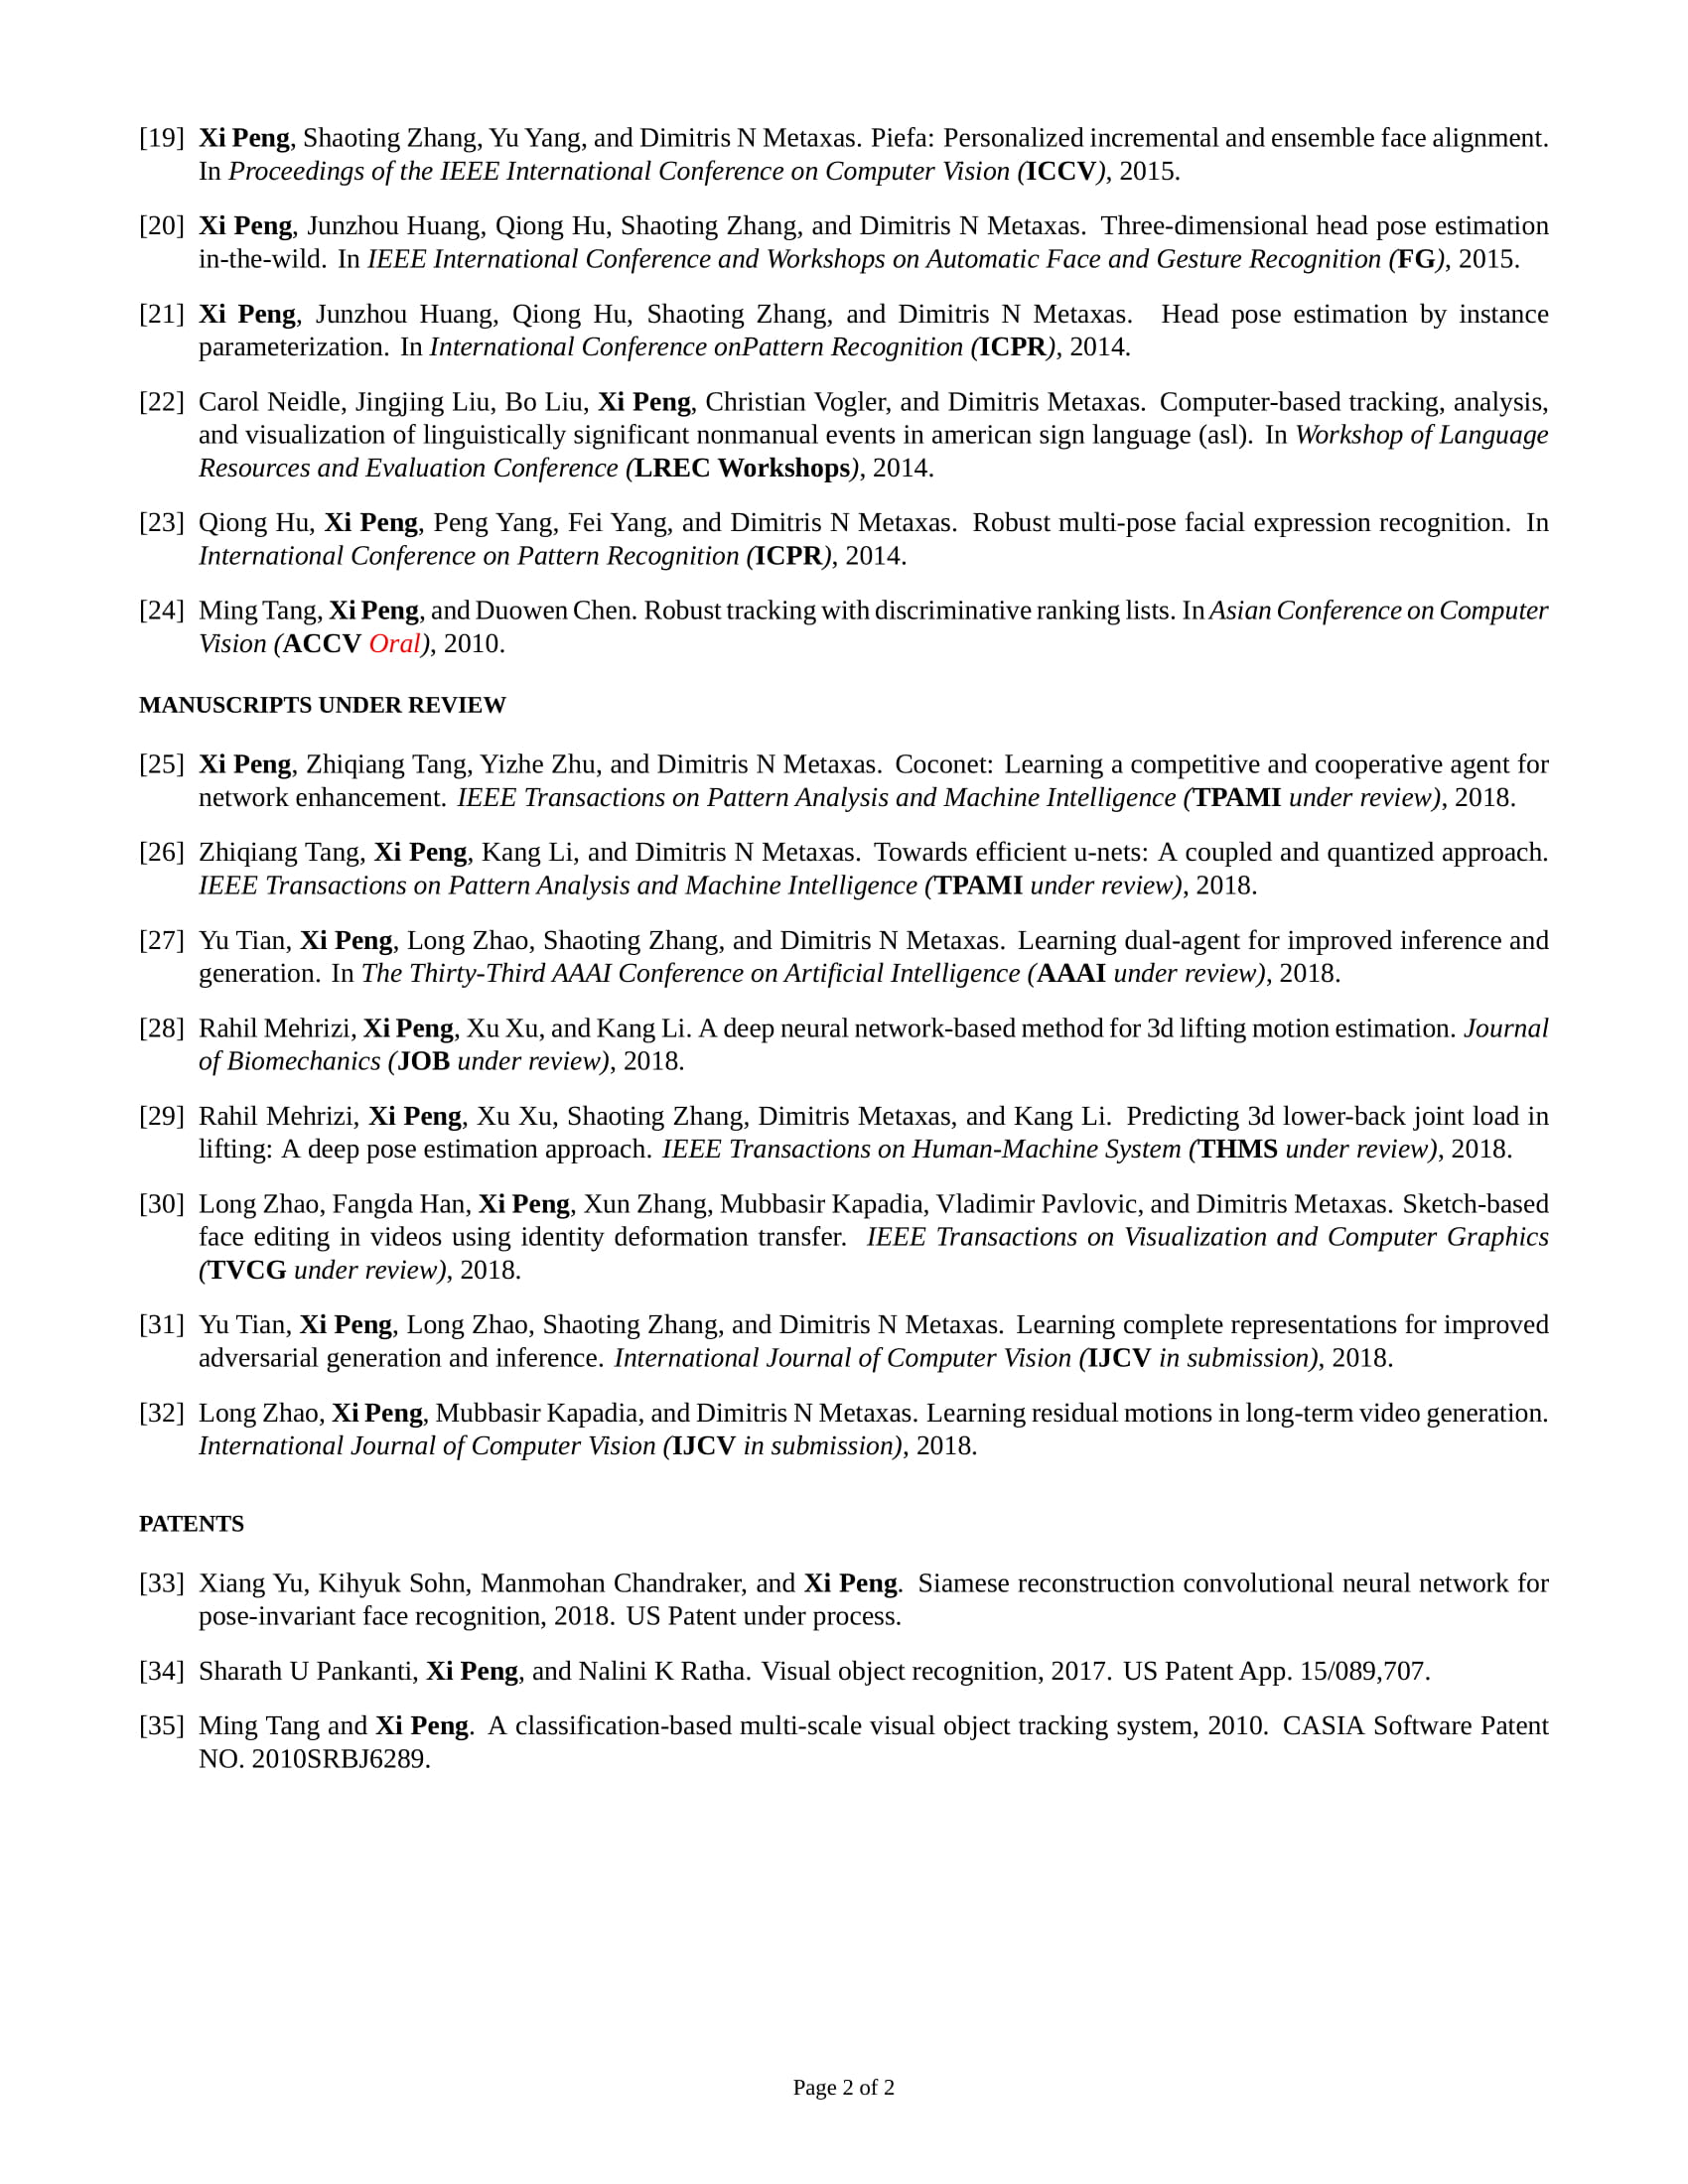 [19] Xi Peng, Shaoting Zhang, Yu Yang, and Dimitris N Metaxas. Piefa: Personalized incremental and ensemble face alignment.
In Proceedings of the IEEE International Conference on Computer Vision (ICCV), 2015.
[20] Xi Peng, Junzhou Huang, Qiong Hu, Shaoting Zhang, and Dimitris N Metaxas. Three-dimensional head pose estimation
in-the-wild. In IEEE International Conference and Workshops on Automatic Face and Gesture Recognition (FG), 2015.
[21] Xi Peng, Junzhou Huang, Qiong Hu, Shaoting Zhang, and Dimitris N Metaxas. Head pose estimation by instance
parameterization. In International Conference onPattern Recognition (ICPR), 2014.
[22] Carol Neidle, Jingjing Liu, Bo Liu, Xi Peng, Christian Vogler, and Dimitris Metaxas. Computer-based tracking, analysis,
and visualization of linguistically significant nonmanual events in american sign language (asl). In Workshop of Language
Resources and Evaluation Conference (LREC Workshops), 2014.
[23] Qiong Hu, Xi Peng, Peng Yang, Fei Yang, and Dimitris N Metaxas. Robust multi-pose facial expression recognition. In
International Conference on Pattern Recognition (ICPR), 2014.
[24] Ming Tang, Xi Peng, and Duowen Chen. Robust tracking with discriminative ranking lists. In Asian Conference on Computer
Vision (ACCV Oral), 2010.
MANUSCRIPTS UNDER REVIEW
[25] Xi Peng, Zhiqiang Tang, Yizhe Zhu, and Dimitris N Metaxas. Coconet: Learning a competitive and cooperative agent for
network enhancement. IEEE Transactions on Pattern Analysis and Machine Intelligence (TPAMI under review), 2018.
[26] Zhiqiang Tang, Xi Peng, Kang Li, and Dimitris N Metaxas. Towards efficient u-nets: A coupled and quantized approach.
IEEE Transactions on Pattern Analysis and Machine Intelligence (TPAMI under review), 2018.
[27] Yu Tian, Xi Peng, Long Zhao, Shaoting Zhang, and Dimitris N Metaxas. Learning dual-agent for improved inference and
generation. In The Thirty-Third AAAI Conference on Artificial Intelligence (AAAI under review), 2018.
[28] Rahil Mehrizi, Xi Peng, Xu Xu, and Kang Li. A deep neural network-based method for 3d lifting motion estimation. Journal
of Biomechanics (JOB under review), 2018.
[29] Rahil Mehrizi, Xi Peng, Xu Xu, Shaoting Zhang, Dimitris Metaxas, and Kang Li. Predicting 3d lower-back joint load in
lifting: A deep pose estimation approach. IEEE Transactions on Human-Machine System (THMS under review), 2018.
[30] Long Zhao, Fangda Han, Xi Peng, Xun Zhang, Mubbasir Kapadia, Vladimir Pavlovic, and Dimitris Metaxas. Sketch-based
face editing in videos using identity deformation transfer. IEEE Transactions on Visualization and Computer Graphics
(TVCG under review), 2018.
[31] Yu Tian, Xi Peng, Long Zhao, Shaoting Zhang, and Dimitris N Metaxas. Learning complete representations for improved
adversarial generation and inference. International Journal of Computer Vision (IJCV in submission), 2018.
[32] Long Zhao, Xi Peng, Mubbasir Kapadia, and Dimitris N Metaxas. Learning residual motions in long-term video generation.
International Journal of Computer Vision (IJCV in submission), 2018.
PATENTS
[33] Xiang Yu, Kihyuk Sohn, Manmohan Chandraker, and Xi Peng. Siamese reconstruction convolutional neural network for
pose-invariant face recognition, 2018. US Patent under process.
[34] Sharath U Pankanti, Xi Peng, and Nalini K Ratha. Visual object recognition, 2017. US Patent App. 15/089,707.
[35] Ming Tang and Xi Peng. A classification-based multi-scale visual object tracking system, 2010. CASIA Software Patent
NO. 2010SRBJ6289.
Page 2 of 2